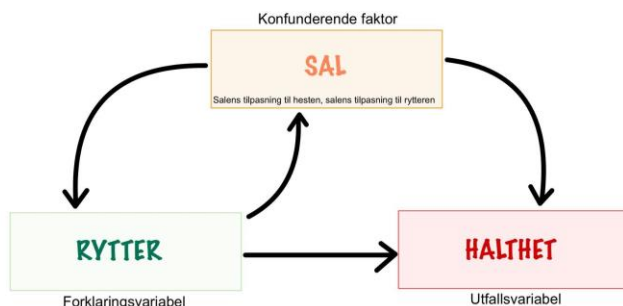 Konfunderende faktor
SAL
Salens tilpasning til hesten, salens tilpasning til rytteren
RYTTER
HALTHET
Forklaringsvariabel
Utfallsvariabel